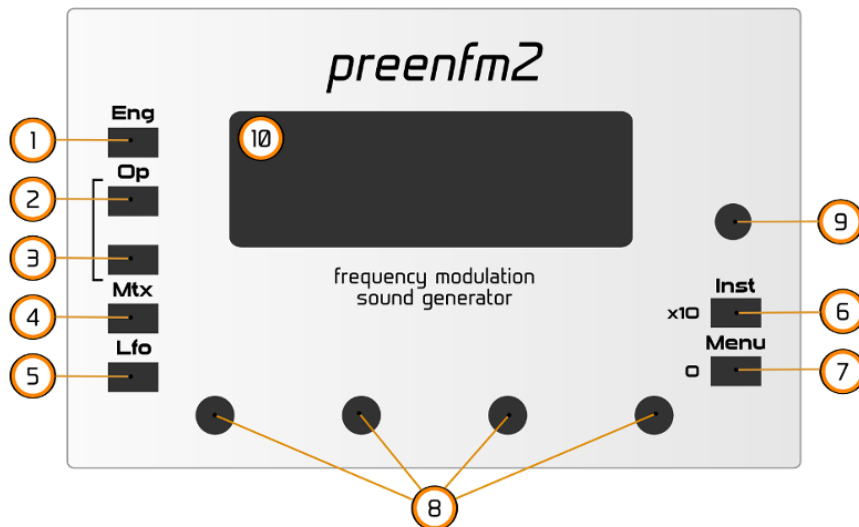 preenfm2
Eng
1
10
Op
2
9
3
frequency modulation
sound generator
Mtx
Inst
4
x10
6
Lfo
Menu
5
0
7
8